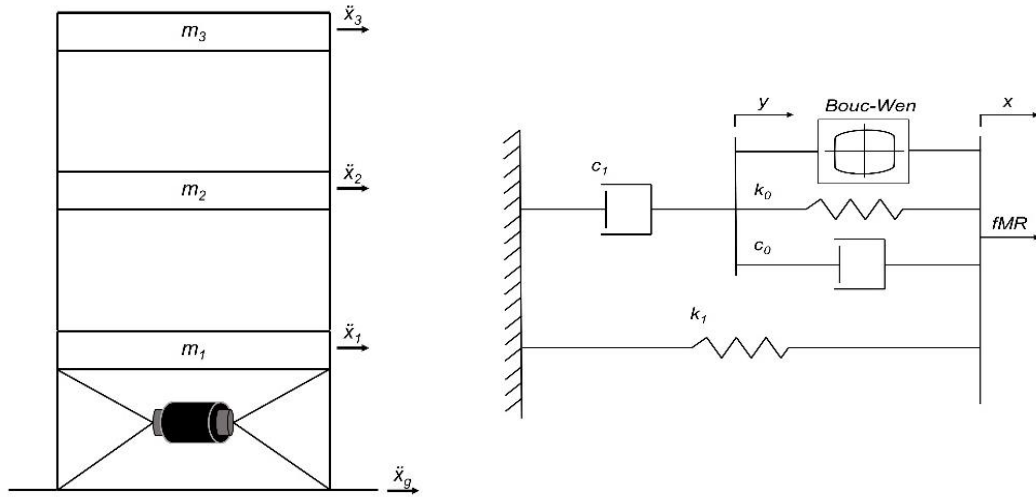 ẍ₃
m₃
ẍ₂
m₂
ẍ₁
m₁
ẍg
y
Bouc-Wen
x
c₁
k₀
fMR
c₀
k₁